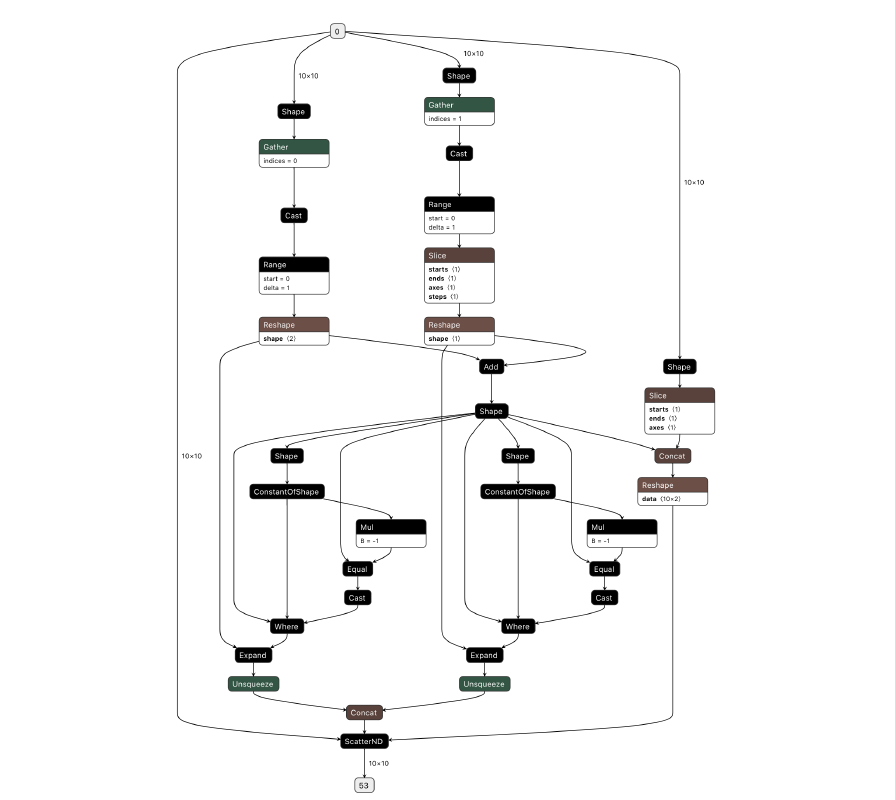 0
10×10
10×10
Shape
Shape
Gather
indices = 1
Gather
indices = 0
Cast
10×10
Cast
Range
start = 0
delta = 1
Slice
starts ⟨1⟩
ends ⟨1⟩
axes ⟨1⟩
steps ⟨1⟩
Range
start = 0
delta = 1
Reshape
shape ⟨2⟩
Reshape
shape ⟨1⟩
Add
Shape
Slice
starts ⟨1⟩
ends ⟨1⟩
axes ⟨1⟩
Shape
10×10
Shape
Shape
Concat
ConstantOfShape
ConstantOfShape
Reshape
data ⟨10×2⟩
Mul
B = -1
Mul
B = -1
Equal
Equal
Cast
Cast
Where
Where
Expand
Expand
Unsqueeze
Unsqueeze
Concat
ScatterND
10×10
53